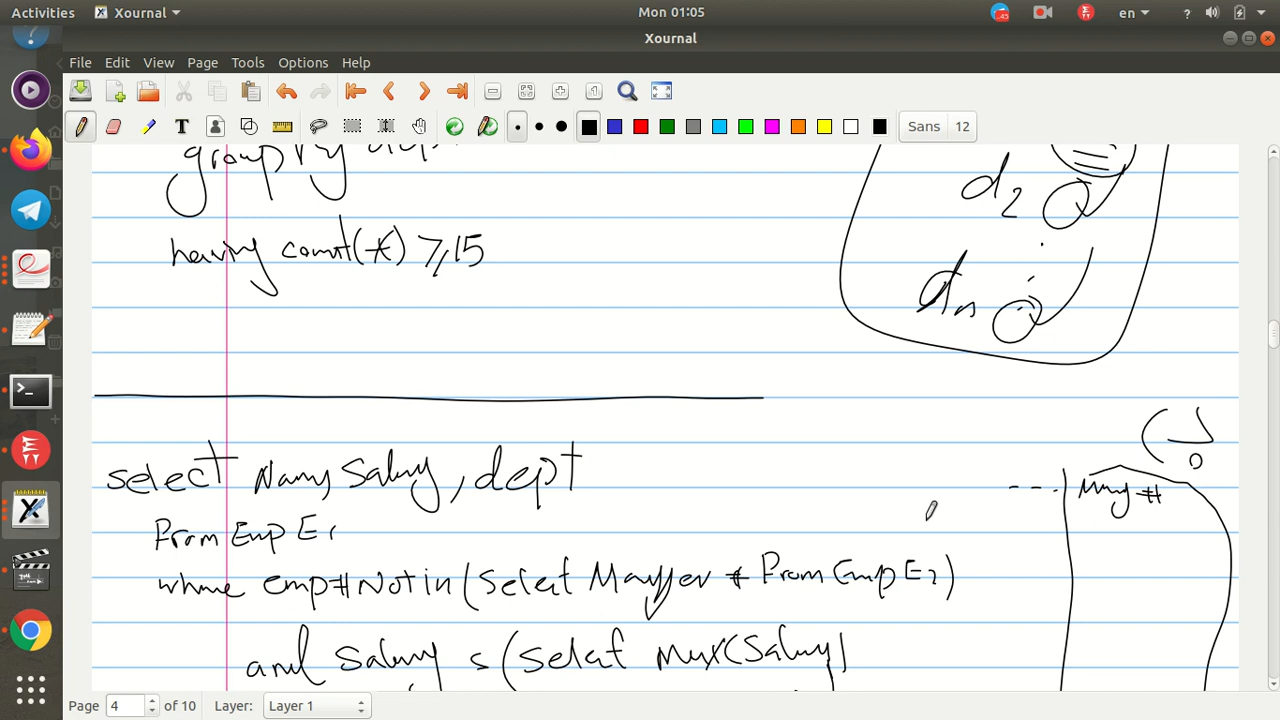 Activities Xournal Mon 01:05 en
Xournal
File Edit View Page Tools Options Help
Sans 12
group by dept
having count(*) ≥ 15
d2
dn
select Name, Salary, dept
From Emp E1
where emp# Not in (Select Manager # From Emp E2)
Mang #
and Salary = (Select Max(Salary)
Page 4 of 10 Layer: Layer 1